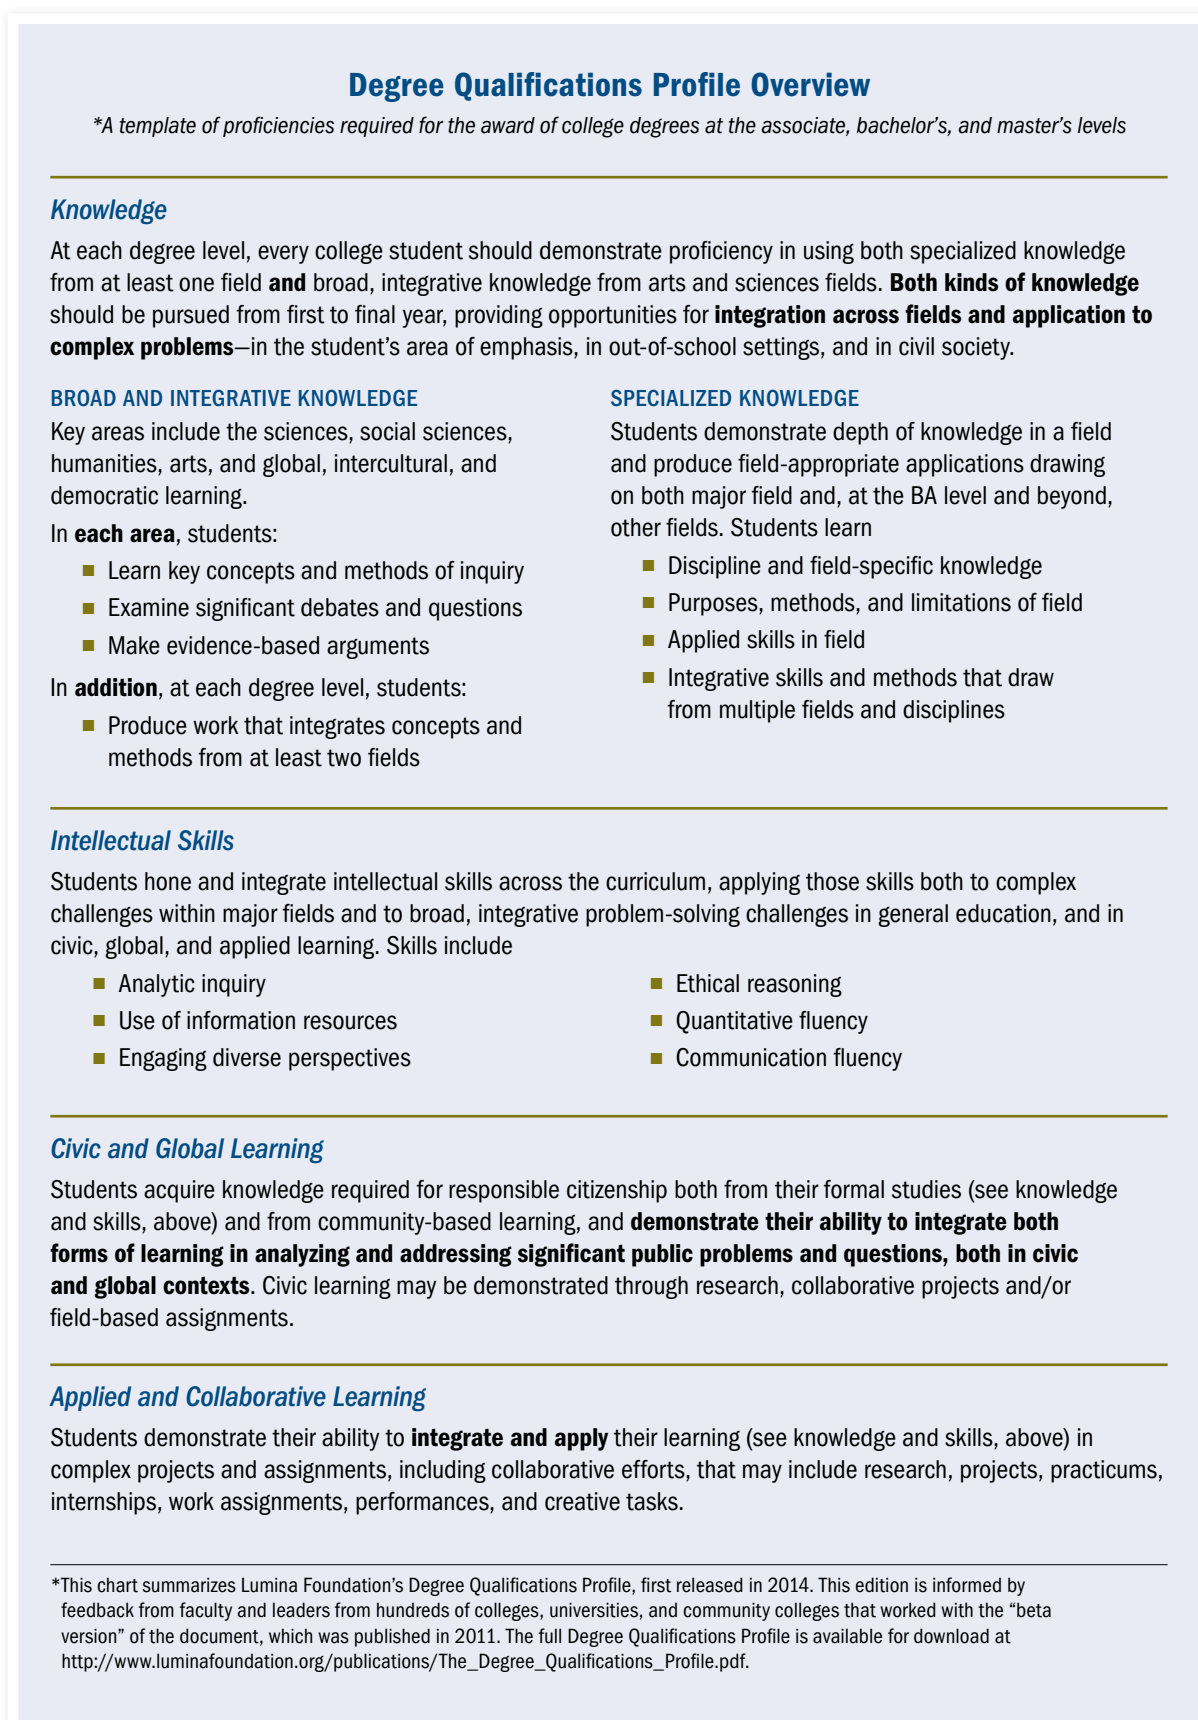 Degree Qualifications Profile Overview
*A template of proficiencies required for the award of college degrees at the associate, bachelor's, and master's levels
Knowledge
At each degree level, every college student should demonstrate proficiency in using both specialized knowledge
from at least one field and broad, integrative knowledge from arts and sciences fields. Both kinds of knowledge
should be pursued from first to final year, providing opportunities for integration across fields and application to
complex problems—in the student's area of emphasis, in out-of-school settings, and in civil society.
BROAD AND INTEGRATIVE KNOWLEDGE
Key areas include the sciences, social sciences,
humanities, arts, and global, intercultural, and
democratic learning.
In each area, students:
■ Learn key concepts and methods of inquiry
■ Examine significant debates and questions
■ Make evidence-based arguments
In addition, at each degree level, students:
■ Produce work that integrates concepts and
methods from at least two fields
SPECIALIZED KNOWLEDGE
Students demonstrate depth of knowledge in a field
and produce field-appropriate applications drawing
on both major field and, at the BA level and beyond,
other fields. Students learn
■ Discipline and field-specific knowledge
■ Purposes, methods, and limitations of field
■ Applied skills in field
■ Integrative skills and methods that draw
from multiple fields and disciplines
Intellectual Skills
Students hone and integrate intellectual skills across the curriculum, applying those skills both to complex
challenges within major fields and to broad, integrative problem-solving challenges in general education, and in
civic, global, and applied learning. Skills include
■ Analytic inquiry
■ Use of information resources
■ Engaging diverse perspectives
■ Ethical reasoning
■ Quantitative fluency
■ Communication fluency
Civic and Global Learning
Students acquire knowledge required for responsible citizenship both from their formal studies (see knowledge
and skills, above) and from community-based learning, and demonstrate their ability to integrate both
forms of learning in analyzing and addressing significant public problems and questions, both in civic
and global contexts. Civic learning may be demonstrated through research, collaborative projects and/or
field-based assignments.
Applied and Collaborative Learning
Students demonstrate their ability to integrate and apply their learning (see knowledge and skills, above) in
complex projects and assignments, including collaborative efforts, that may include research, projects, practicums,
internships, work assignments, performances, and creative tasks.
*This chart summarizes Lumina Foundation's Degree Qualifications Profile, first released in 2014. This edition is informed by
feedback from faculty and leaders from hundreds of colleges, universities, and community colleges that worked with the "beta
version" of the document, which was published in 2011. The full Degree Qualifications Profile is available for download at
http://www.luminafoundation.org/publications/The_Degree_Qualifications_Profile.pdf.